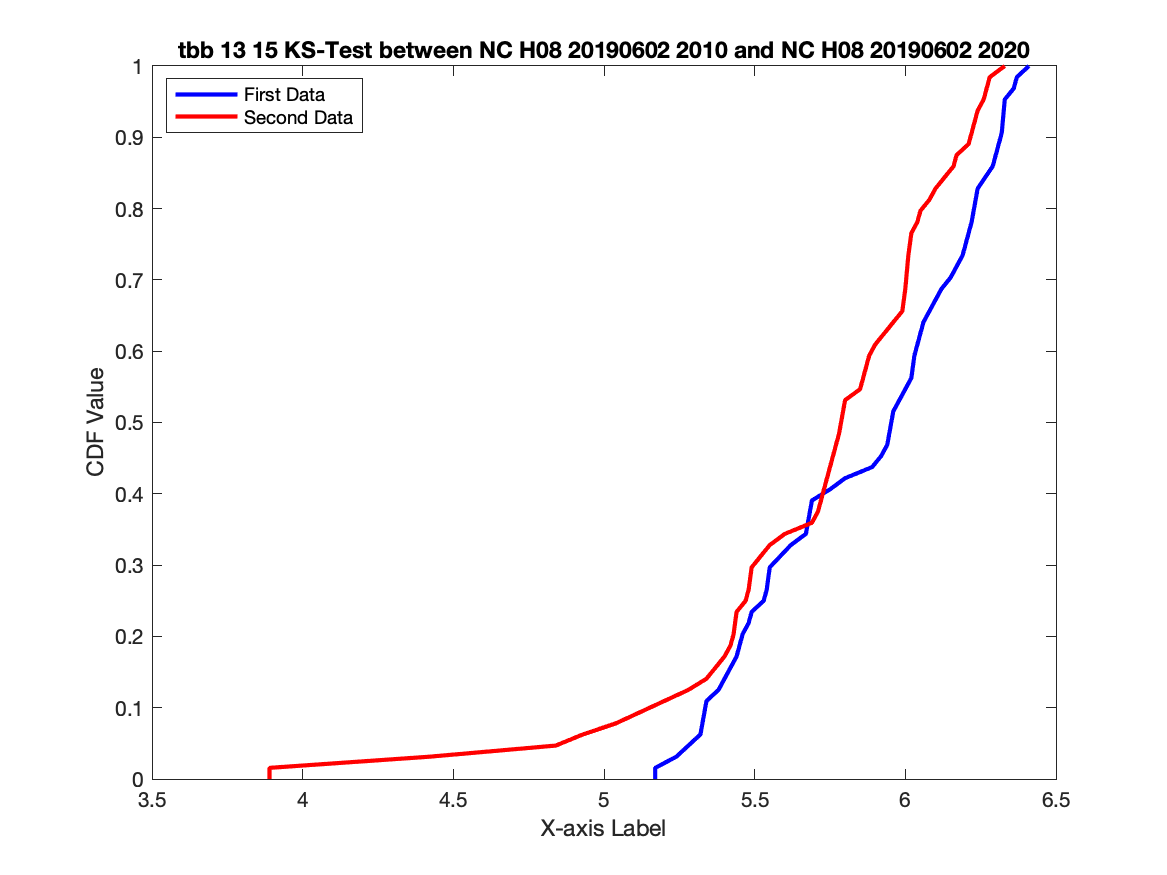 tbb 13 15 KS-Test between NC H08 20190602 2010 and NC H08 20190602 2020
First Data
Second Data
1
0.9
0.8
0.7
0.6
0.5
0.4
0.3
0.2
0.1
0
CDF Value
3.5 4 4.5 5 5.5 6 6.5
X-axis Label